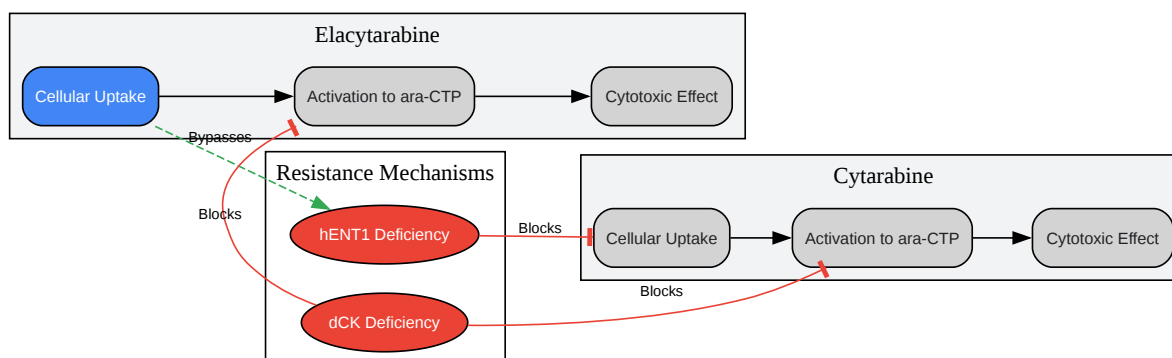 Elacytarabine
Cellular Uptake
Activation to ara-CTP
Cytotoxic Effect
Bypasses
Resistance Mechanisms
Cytarabine
Blocks
hENT1 Deficiency
Blocks
Cellular Uptake
Activation to ara-CTP
Cytotoxic Effect
Blocks
dCK Deficiency